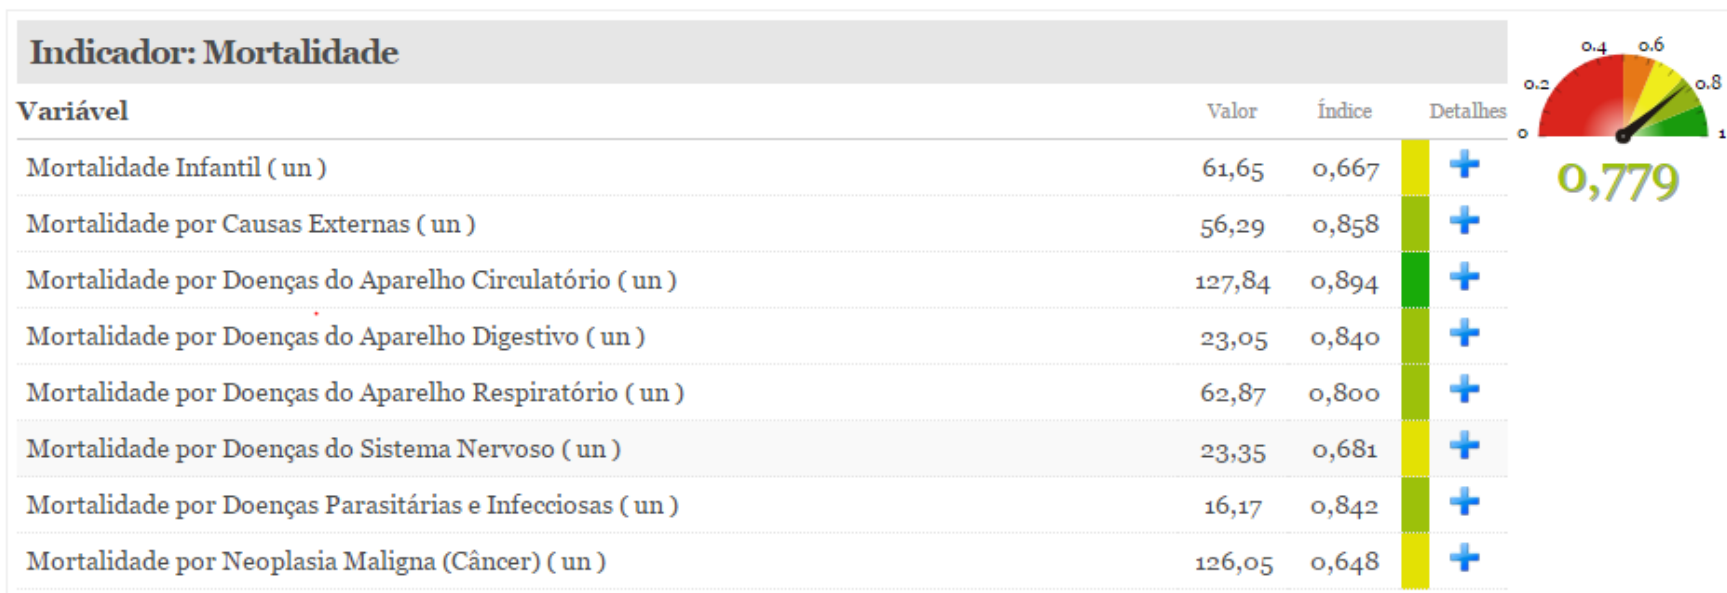 Indicador: Mortalidade
Variável Valor Índice Detalhes
Mortalidade Infantil ( un ) 61,65 0,667
Mortalidade por Causas Externas ( un ) 56,29 0,858
Mortalidade por Doenças do Aparelho Circulatório ( un ) 127,84 0,894
Mortalidade por Doenças do Aparelho Digestivo ( un ) 23,05 0,840
Mortalidade por Doenças do Aparelho Respiratório ( un ) 62,87 0,800
Mortalidade por Doenças do Sistema Nervoso ( un ) 23,35 0,681
Mortalidade por Doenças Parasitárias e Infecciosas ( un ) 16,17 0,842
Mortalidade por Neoplasia Maligna (Câncer) ( un ) 126,05 0,648
0.4 0.6
0.2 0.8
0 1
0,779